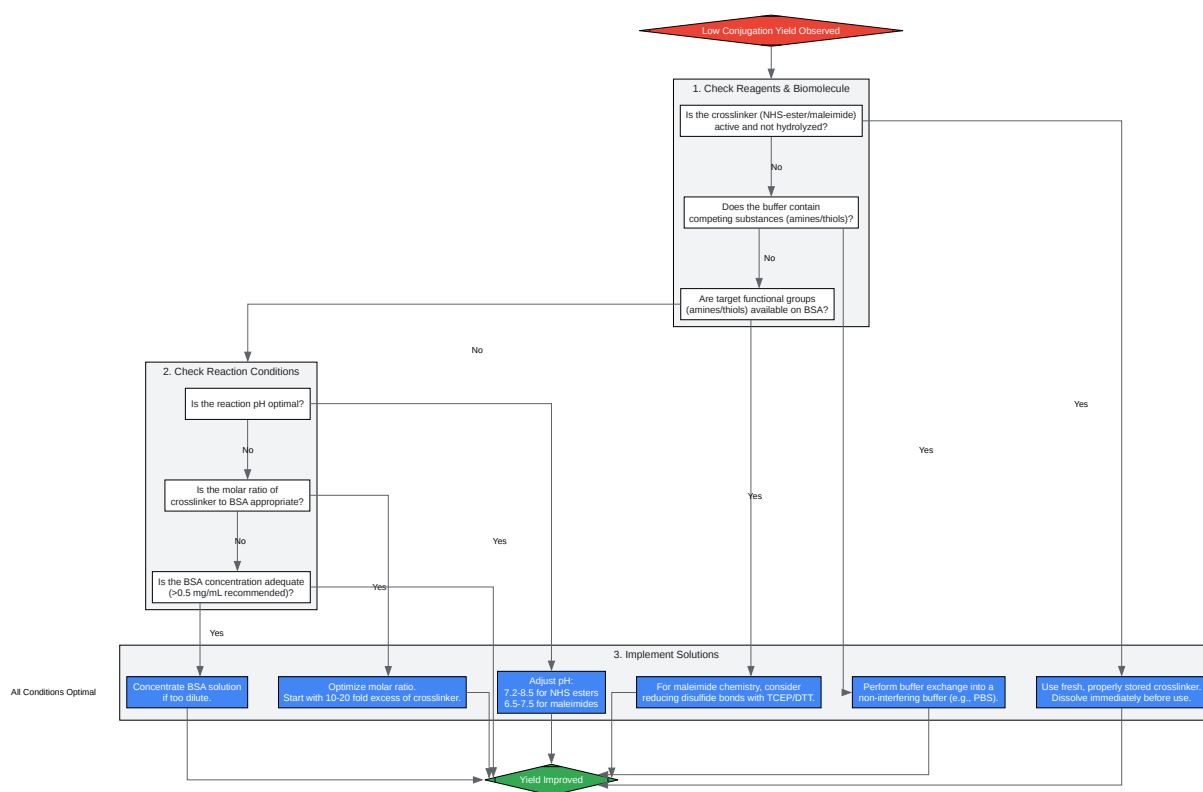 Low Conjugation Yield Observed
1. Check Reagents & Biomolecule
Is the crosslinker (NHS-ester/maleimide)
active and not hydrolyzed?
No
Does the buffer contain
competing substances (amines/thiols)?
No
Are target functional groups
(amines/thiols) available on BSA?
No
2. Check Reaction Conditions
Is the reaction pH optimal?
Yes
No
Yes
Is the molar ratio of
crosslinker to BSA appropriate?
Yes
No
Yes
Is the BSA concentration adequate
(>0.5 mg/mL recommended)?
Yes
Yes
3. Implement Solutions
All Conditions Optimal
Concentrate BSA solution
if too dilute.
Optimize molar ratio.
Start with 10-20 fold excess of crosslinker.
Adjust pH:
7.2-8.5 for NHS esters
6.5-7.5 for maleimides
For maleimide chemistry, consider
reducing disulfide bonds with TCEP/DTT.
Perform buffer exchange into a
non-interfering buffer (e.g., PBS).
Use fresh, properly stored crosslinker.
Dissolve immediately before use.
Yield Improved